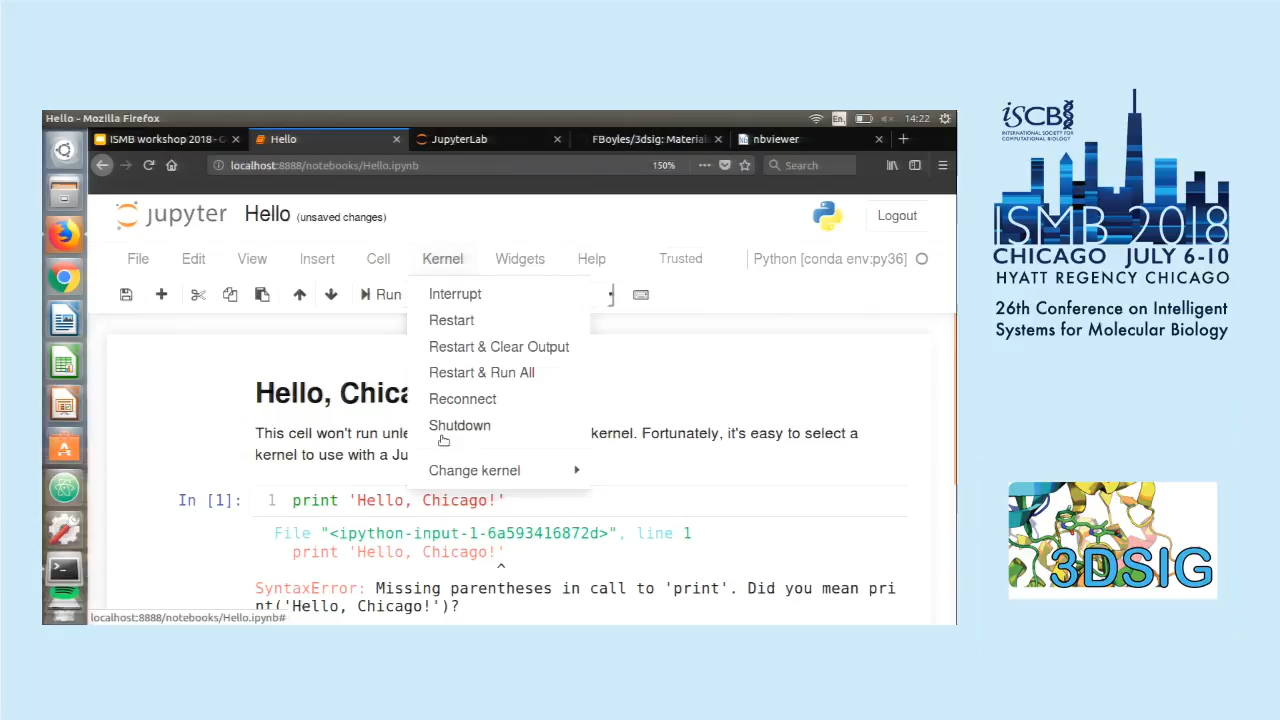 Hello - Mozilla Firefox
En
14:22
ISMB workshop 2018 - G
Hello
JupyterLab
FBoyles/3dsig: Material
nbviewer
localhost:8888/notebooks/Hello.ipynb
150%
Search
jupyter
Hello (unsaved changes)
Logout
File
Edit
View
Insert
Cell
Kernel
Widgets
Help
Trusted
Python [conda env:py36]
Run
Interrupt
Restart
Restart & Clear Output
Restart & Run All
Reconnect
Shutdown
Change kernel
Hello, Chica
This cell won't run unle
kernel. Fortunately, it's easy to select a
kernel to use with a Ju
In [1]:
1 print 'Hello, Chicago!'
File "<ipython-input-1-6a593416872d>", line 1
print 'Hello, Chicago!'
^
SyntaxError: Missing parentheses in call to 'print'. Did you mean pri
nt('Hello, Chicago!')?
localhost:8888/notebooks/Hello.ipynb#
iSCB
INTERNATIONAL SOCIETY FOR
COMPUTATIONAL BIOLOGY
ISMB 2018
CHICAGO JULY 6-10
HYATT REGENCY CHICAGO
26th Conference on Intelligent
Systems for Molecular Biology
3DSIG